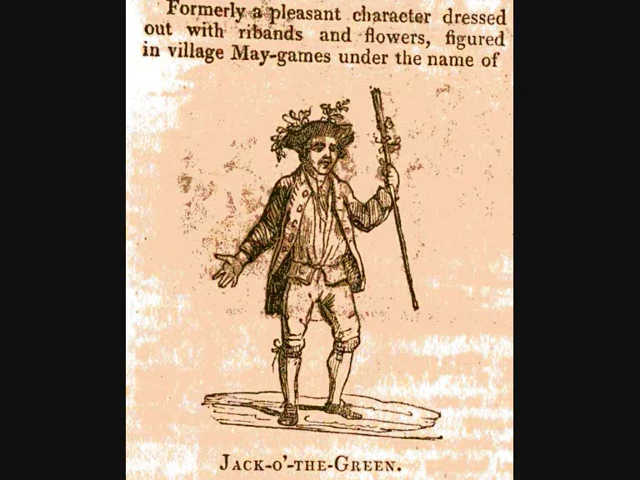 Formerly a pleasant character dressed
out with ribands and flowers, figured
in village May-games under the name of
JACK-O'-THE-GREEN.